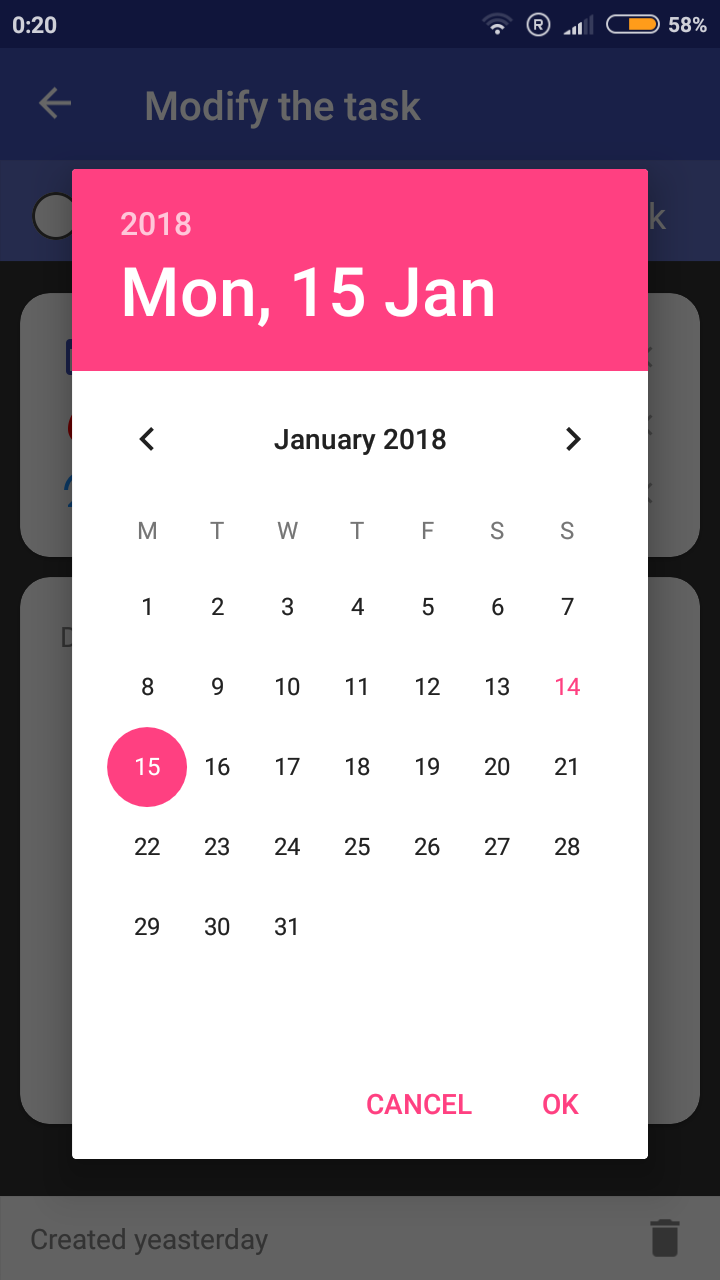 0:20 R 58%
Modify the task
k
2018
Mon, 15 Jan
January 2018
M T W T F S S
1 2 3 4 5 6 7
8 9 10 11 12 13 14
15 16 17 18 19 20 21
22 23 24 25 26 27 28
29 30 31
CANCEL OK
Created yeasterday